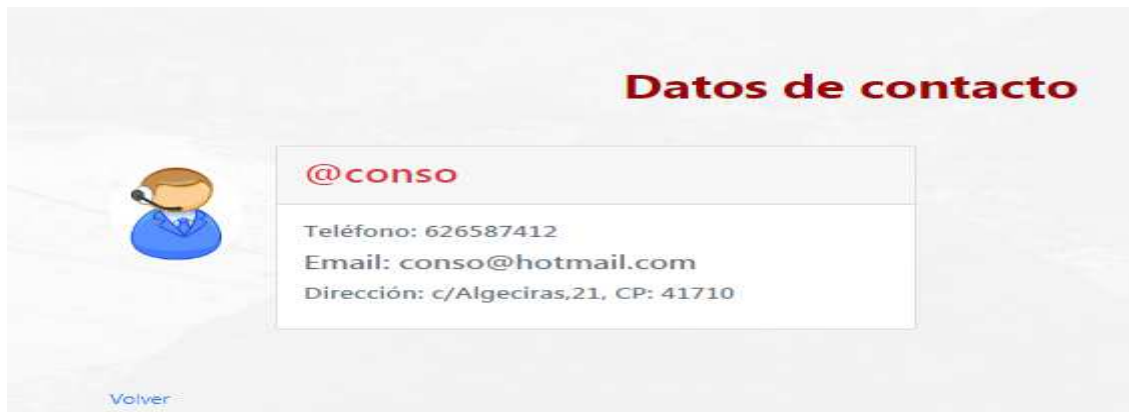 Datos de contacto
@conso
Teléfono: 626587412
Email: conso@hotmail.com
Dirección: c/Algeciras,21, CP: 41710
Volver